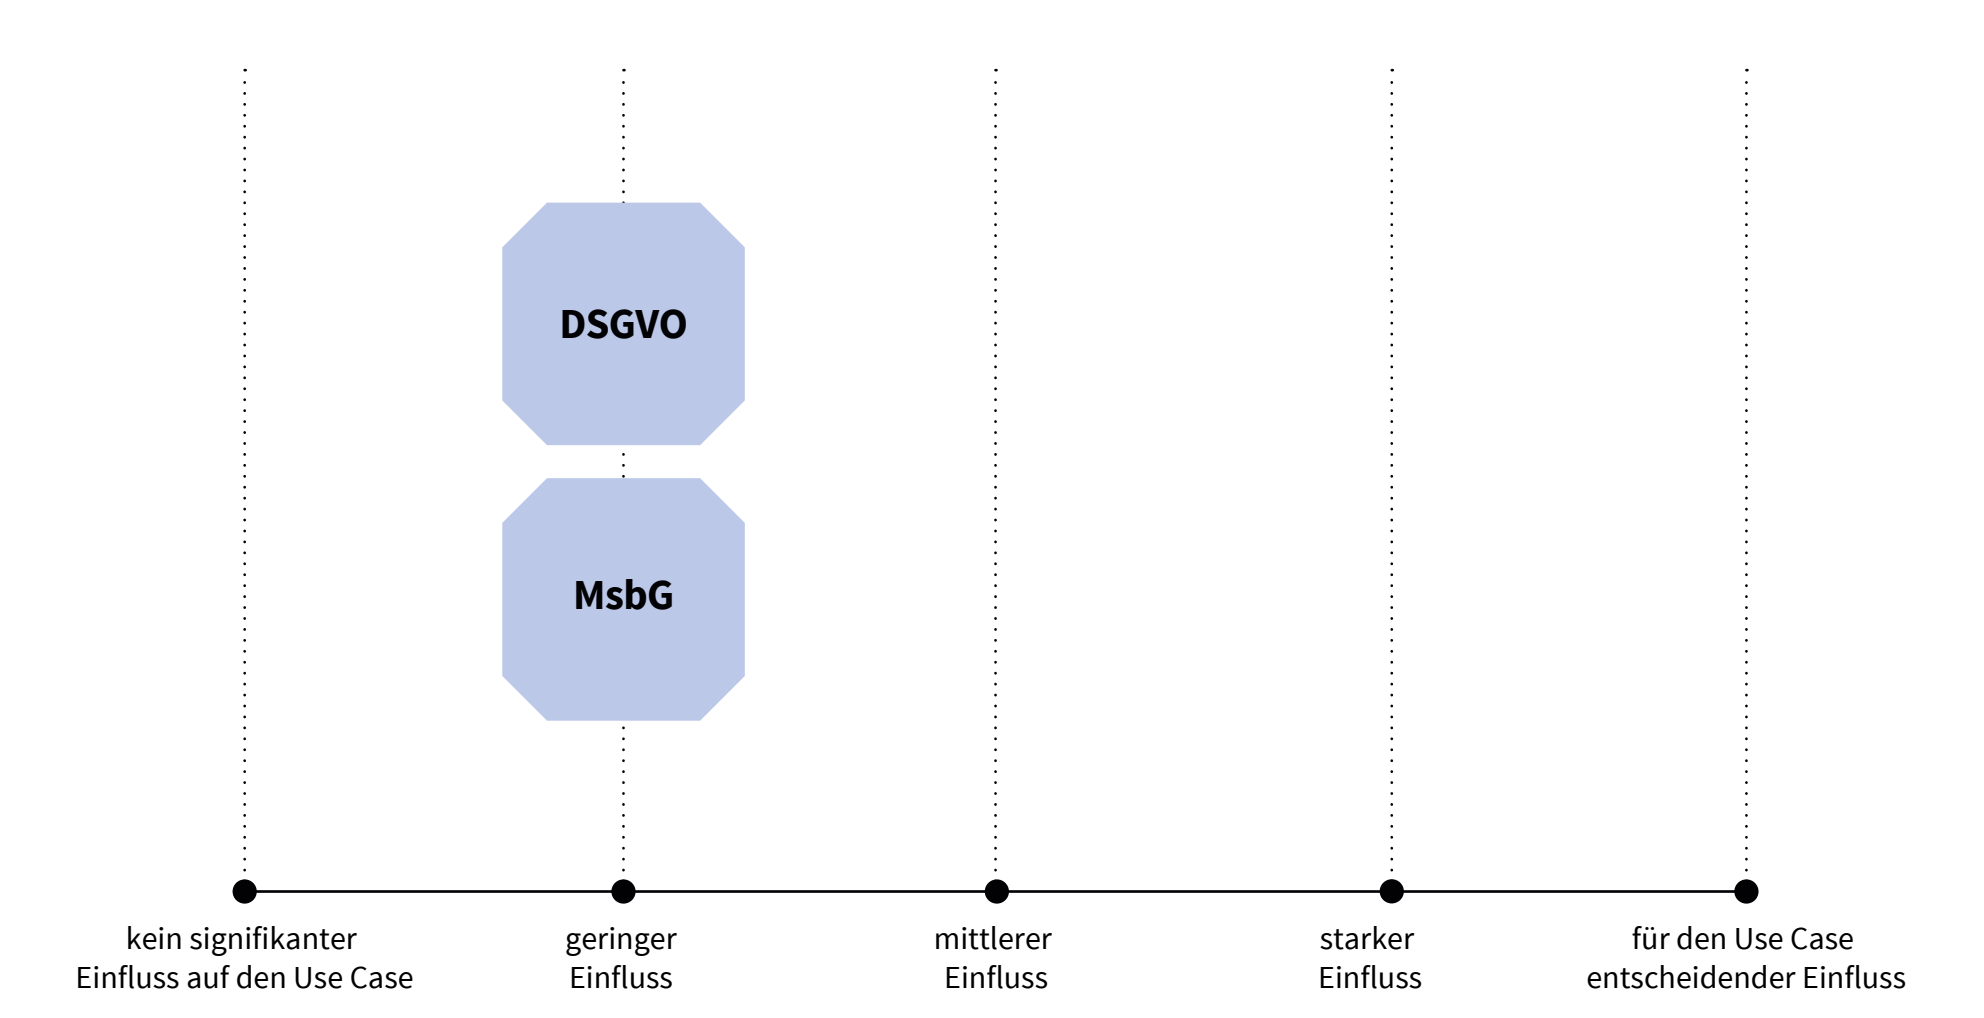 DSGVO
MsbG
kein signifikanter
Einfluss auf den Use Case
geringer
Einfluss
mittlerer
Einfluss
starker
Einfluss
für den Use Case
entscheidender Einfluss